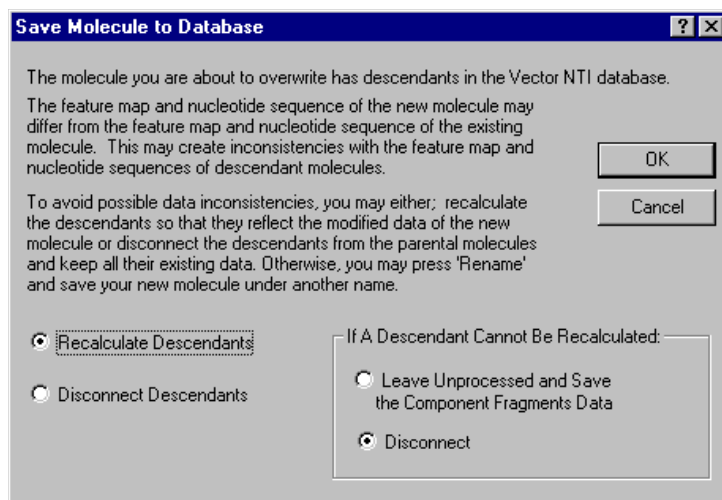 Save Molecule to Database
The molecule you are about to overwrite has descendants in the Vector NTI database.
The feature map and nucleotide sequence of the new molecule may
differ from the feature map and nucleotide sequence of the existing
molecule. This may create inconsistencies with the feature map and
nucleotide sequences of descendant molecules.
OK
To avoid possible data inconsistencies, you may either; recalculate
the descendants so that they reflect the modified data of the new
molecule or disconnect the descendants from the parental molecules
and keep all their existing data. Otherwise, you may press 'Rename'
and save your new molecule under another name.
Cancel
Recalculate Descendants
Disconnect Descendants
If A Descendant Cannot Be Recalculated:
Leave Unprocessed and Save
the Component Fragments Data
Disconnect